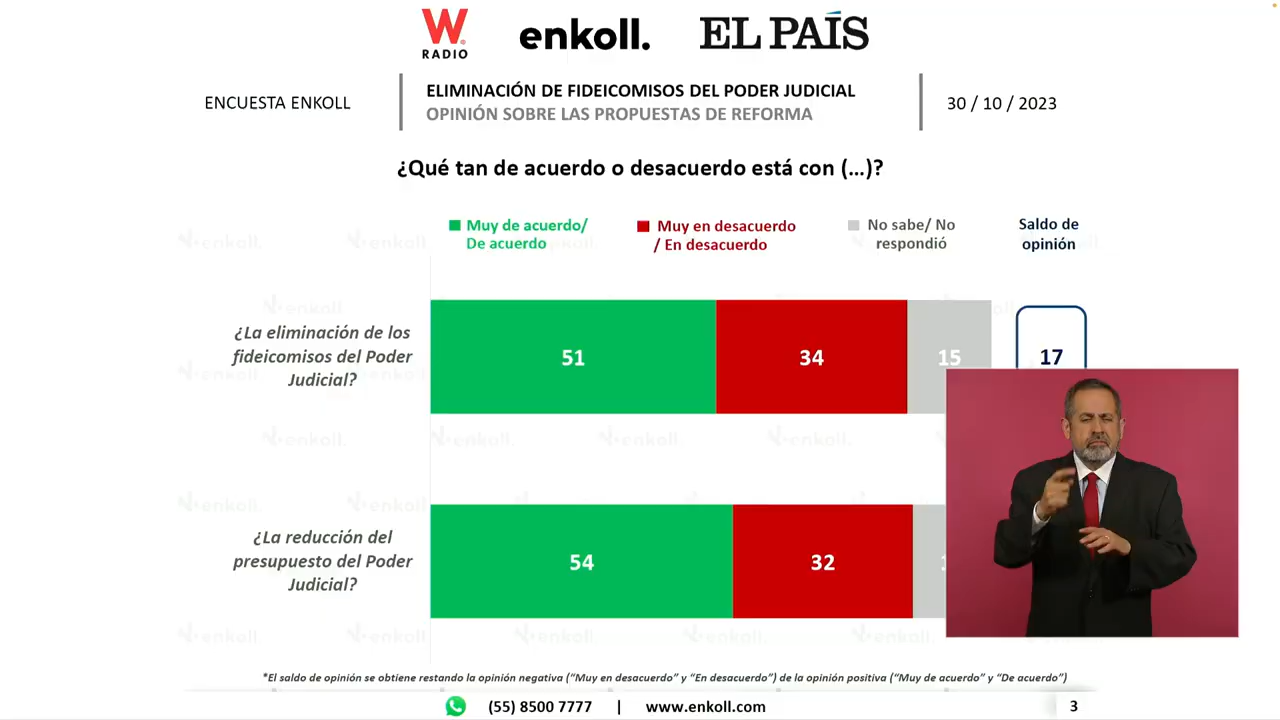 W
RADIO
enkoll.
EL PAÍS
ENCUESTA ENKOLL
ELIMINACIÓN DE FIDEICOMISOS DEL PODER JUDICIAL
OPINIÓN SOBRE LAS PROPUESTAS DE REFORMA
30 / 10 / 2023
¿Qué tan de acuerdo o desacuerdo está con (...)?
Muy de acuerdo/
De acuerdo
Muy en desacuerdo
/ En desacuerdo
No sabe/ No
respondió
Saldo de
opinión
¿La eliminación de los
fideicomisos del Poder
Judicial?
51
34
15
17
¿La reducción del
presupuesto del Poder
Judicial?
54
32
*El saldo de opinión se obtiene restando la opinión negativa (“Muy en desacuerdo” y “En desacuerdo”) de la opinión positiva (“Muy de acuerdo” y “De acuerdo”)
(55) 8500 7777 | www.enkoll.com
3